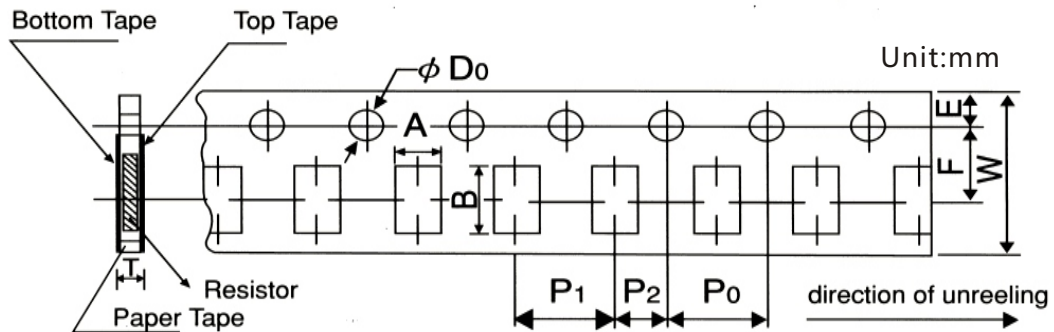 Bottom Tape
Top Tape
Unit:mm
ϕ D0
A
B
E
F
W
T
P1
P2
P0
Resistor
Paper Tape
direction of unreeling